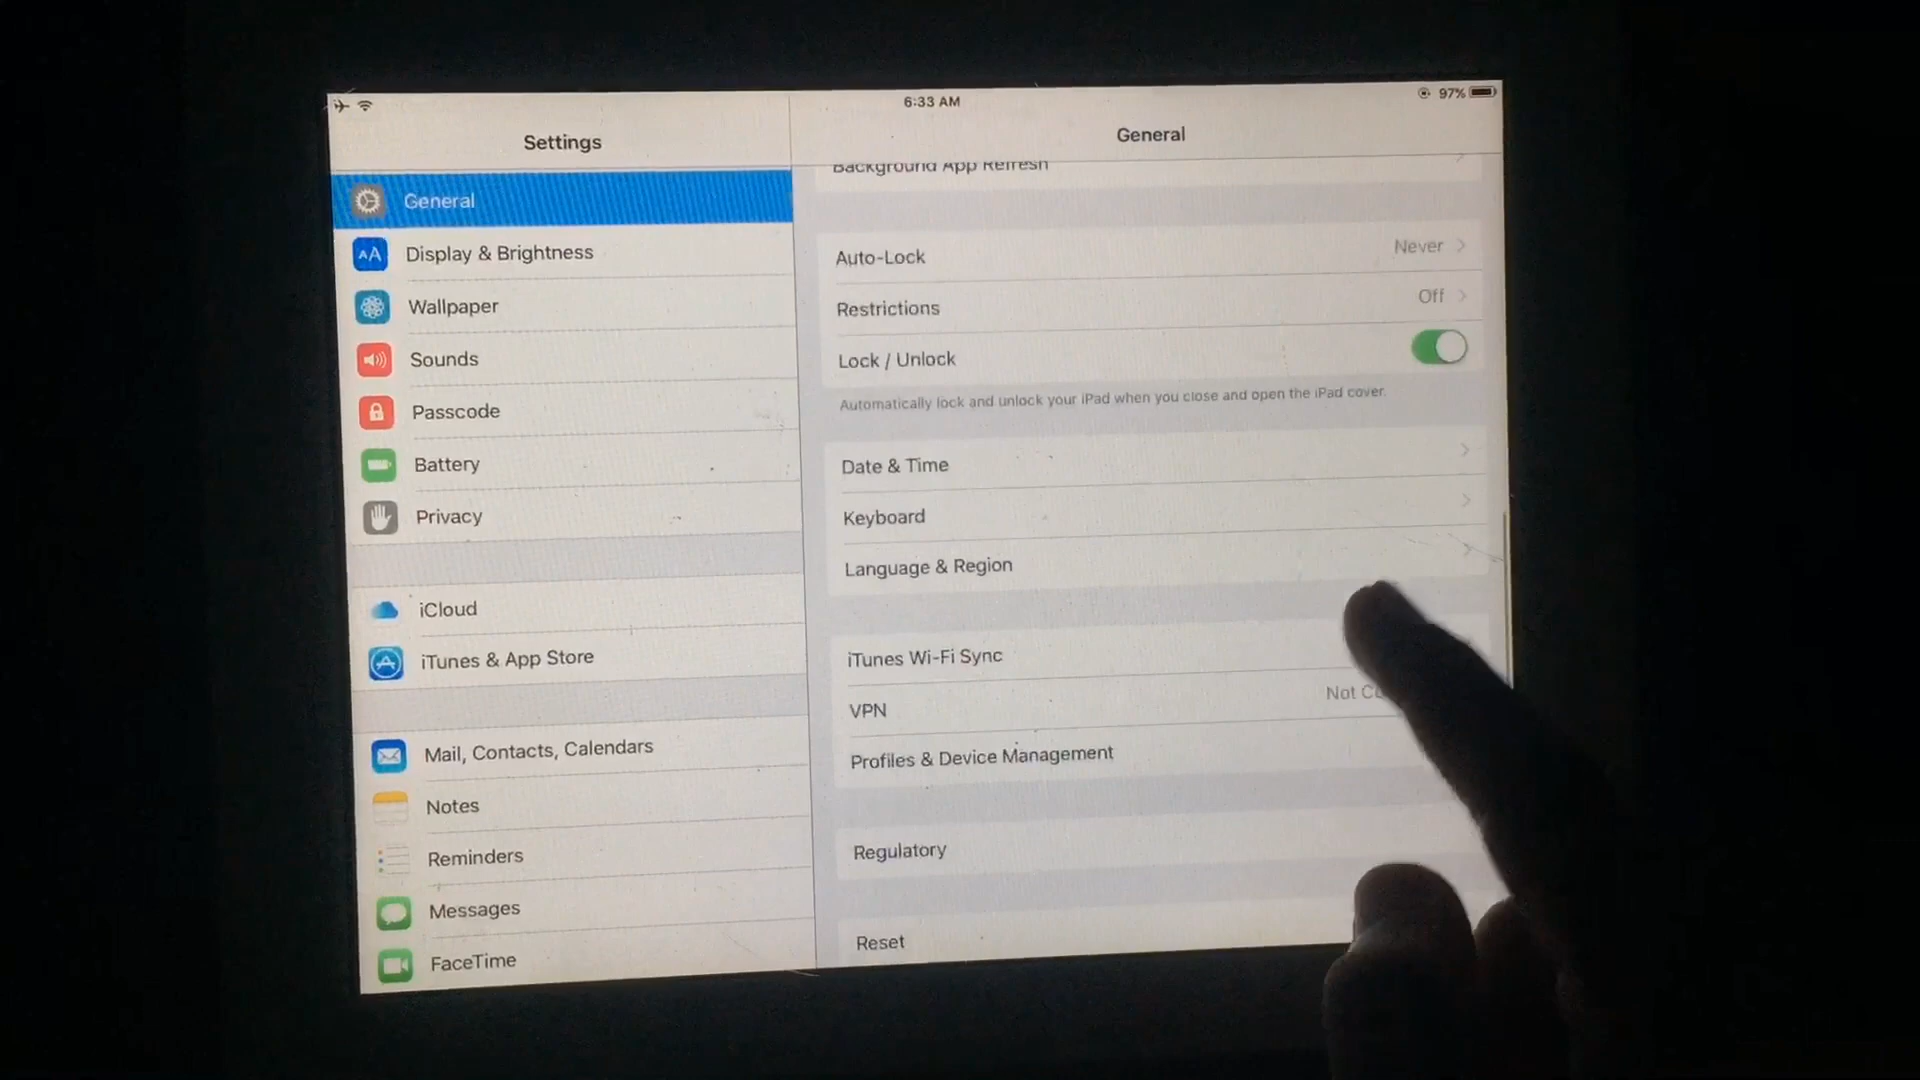 6:33 AM
97%
Settings
General
General
Display & Brightness
Wallpaper
Sounds
Passcode
Battery
Privacy
iCloud
iTunes & App Store
Mail, Contacts, Calendars
Notes
Reminders
Messages
FaceTime
Background App Refresh
Auto-Lock Never
Restrictions Off
Lock / Unlock
Automatically lock and unlock your iPad when you close and open the iPad cover.
Date & Time
Keyboard
Language & Region
iTunes Wi-Fi Sync
VPN Not
Profiles & Device Management
Regulatory
Reset